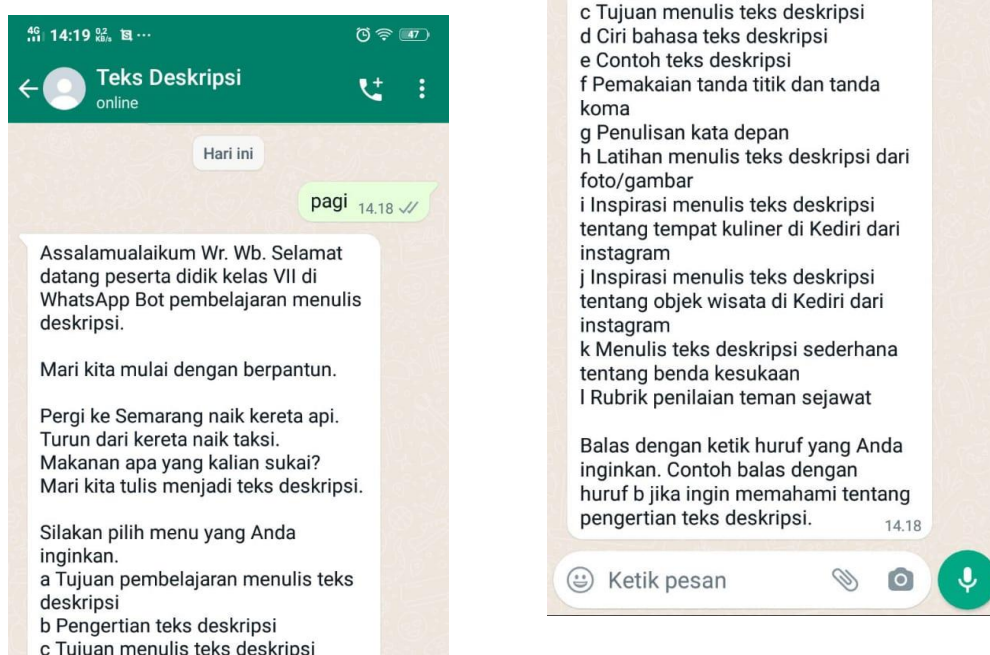 4G 14:19 0,2 KB/s ...
47
Teks Deskripsi
online
Hari ini
pagi 14.18
Assalamualaikum Wr. Wb. Selamat
datang peserta didik kelas VII di
WhatsApp Bot pembelajaran menulis
deskripsi.
Mari kita mulai dengan berpantun.
Pergi ke Semarang naik kereta api.
Turun dari kereta naik taksi.
Makanan apa yang kalian sukai?
Mari kita tulis menjadi teks deskripsi.
Silakan pilih menu yang Anda
inginkan.
a Tujuan pembelajaran menulis teks
deskripsi
b Pengertian teks deskripsi
c Tujuan menulis teks deskripsi
c Tujuan menulis teks deskripsi
d Ciri bahasa teks deskripsi
e Contoh teks deskripsi
f Pemakaian tanda titik dan tanda
koma
g Penulisan kata depan
h Latihan menulis teks deskripsi dari
foto/gambar
i Inspirasi menulis teks deskripsi
tentang tempat kuliner di Kediri dari
instagram
j Inspirasi menulis teks deskripsi
tentang objek wisata di Kediri dari
instagram
k Menulis teks deskripsi sederhana
tentang benda kesukaan
l Rubrik penilaian teman sejawat
Balas dengan ketik huruf yang Anda
inginkan. Contoh balas dengan
huruf b jika ingin memahami tentang
pengertian teks deskripsi. 14.18
Ketik pesan